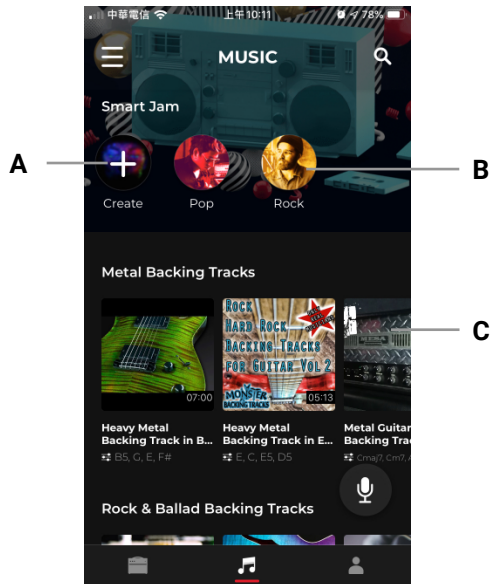 中華電信 上午10:11 78%
MUSIC
Smart Jam
A
B
Create Pop Rock
Metal Backing Tracks
ROCK
HARD ROCK
BACKING TRACKS
FOR GUITAR VOL 2
MONSTER
BACKING TRACKS
C
07:00 05:13
Heavy Metal Heavy Metal Metal Guitar
Backing Track in B... Backing Track in E... Backing Tra
B5, G, E, F# E, C, E5, D5 Cmaj7, Cm7,
Rock & Ballad Backing Tracks